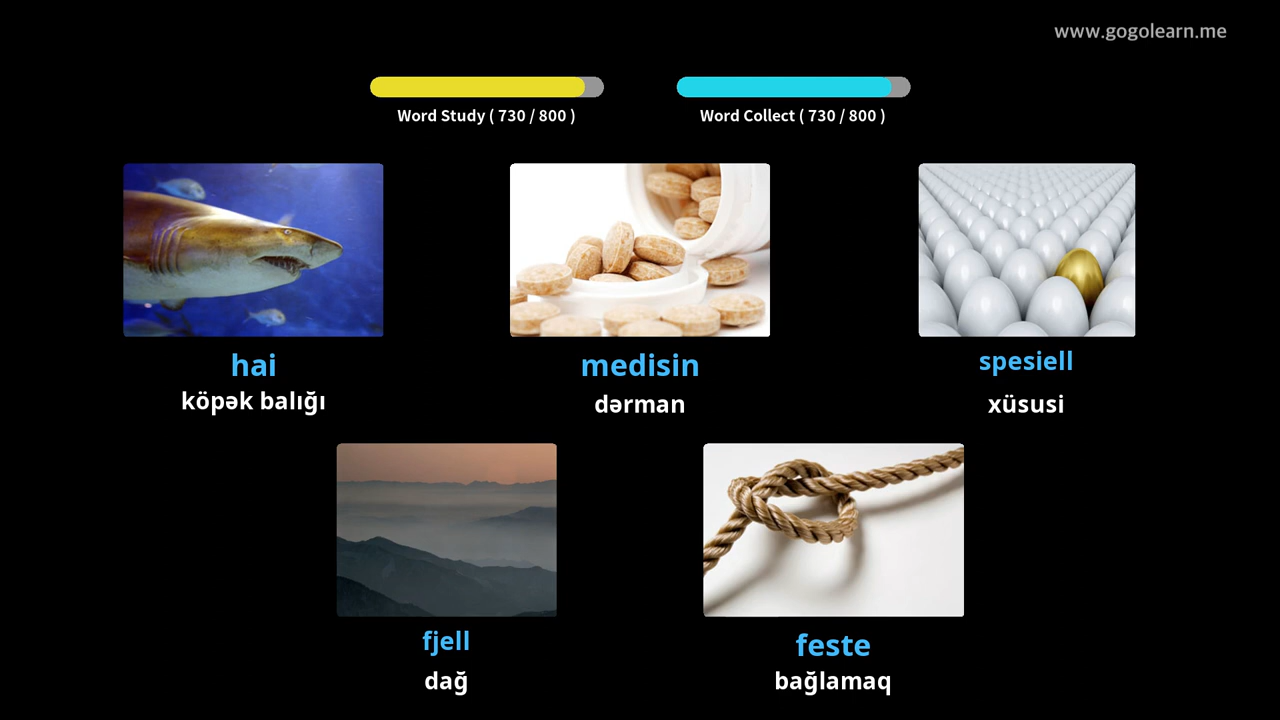 www.gogolearn.me
Word Study ( 730 / 800 )
Word Collect ( 730 / 800 )
hai
köpək balığı
medisin
dərman
spesiell
xüsusi
fjell
dağ
feste
bağlamaq